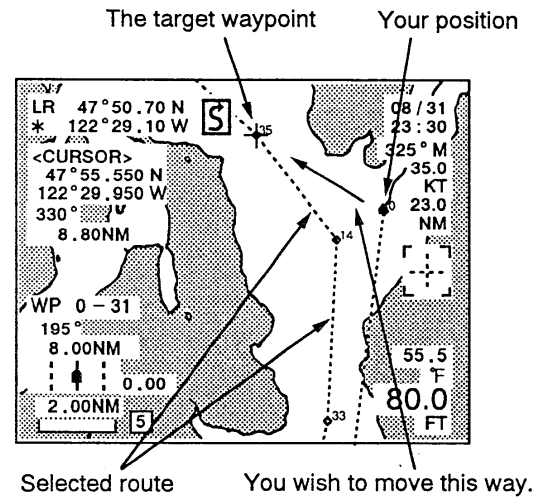 The target waypoint
Your position
LR 47°50.70 N
* 122°29.10 W
S
<CURSOR>
47°55.550 N
122°29.950 W
330°
8.80NM
35
08/31
23:30
325°M
35.0
KT
23.0
NM
0
14
WP 0-31
195°
8.00NM
0.00
2.00NM
5
33
55.5
°F
80.0
FT
Selected route
You wish to move this way.